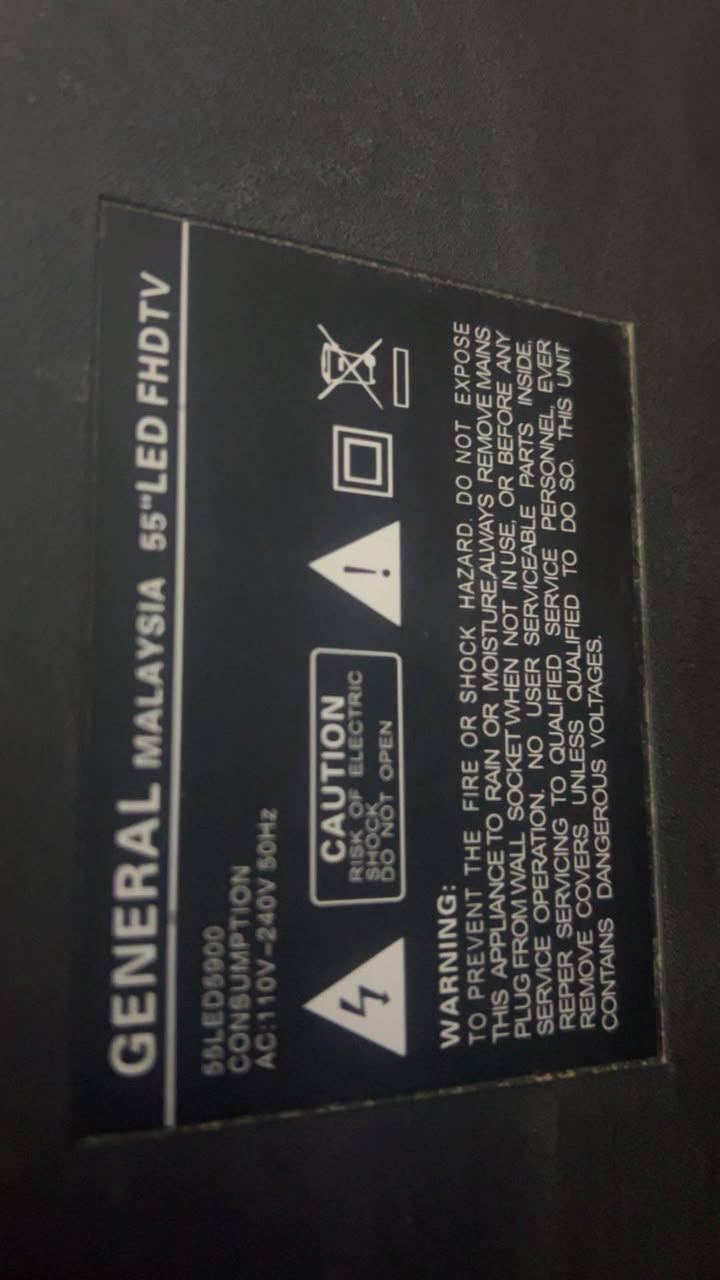 GENERAL MALAYSIA 55"LED FHDTV
55LED5900
CONSUMPTION
AC:110V~240V 50Hz
CAUTION
RISK OF ELECTRIC
SHOCK
DO NOT OPEN
WARNING:
TO PREVENT THE FIRE OR SHOCK HAZARD. DO NOT EXPOSE
THIS APPLIANCE TO RAIN OR MOISTURE,ALWAYS REMOVE MAINS
PLUG FROM WALL SOCKET WHEN NOT IN USE, OR BEFORE ANY
SERVICE OPERATION. NO USER SERVICEABLE PARTS INSIDE.
REPER SERVICING TO QUALIFIED SERVICE PERSONNEL, EVER
REMOVE COVERS UNLESS QUALIFIED TO DO SO. THIS UNIT
CONTAINS DANGEROUS VOLTAGES.